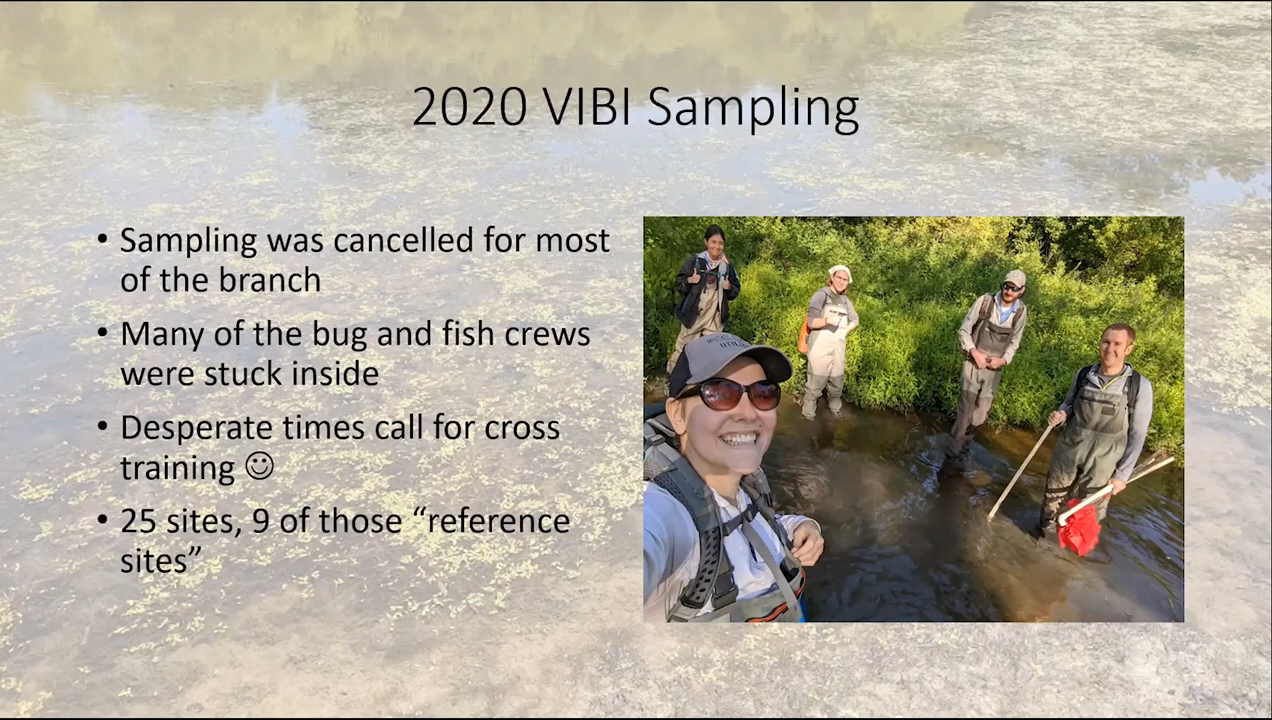 2020 VIBI Sampling
• Sampling was cancelled for most
of the branch
• Many of the bug and fish crews
were stuck inside
• Desperate times call for cross
training ☺
• 25 sites, 9 of those “reference
sites”